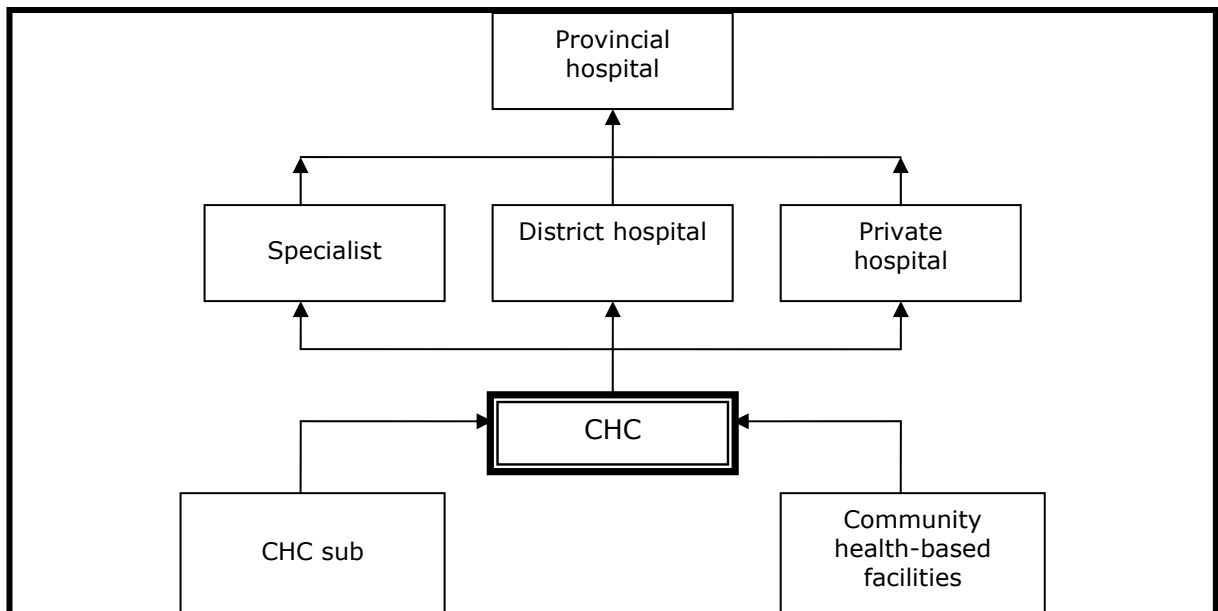 Provincial
hospital
Specialist
District hospital
Private
hospital
CHC
CHC sub
Community
health-based
facilities